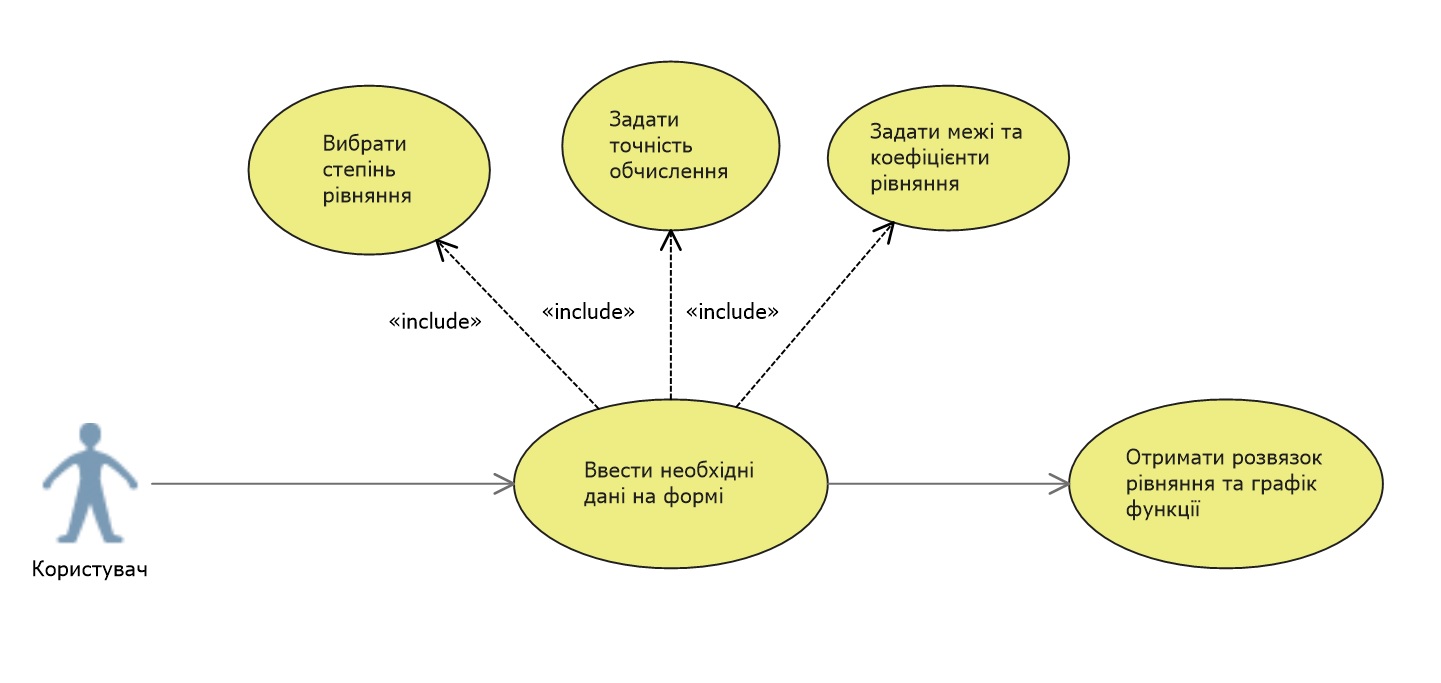 Вибрати
степінь
рівняння
Задати
точність
обчислення
Задати межі та
коефіцієнти
рівняння
«include»
«include»
«include»
Ввести необхідні
дані на формі
Отримати розвязок
рівняння та графік
функції
Користувач